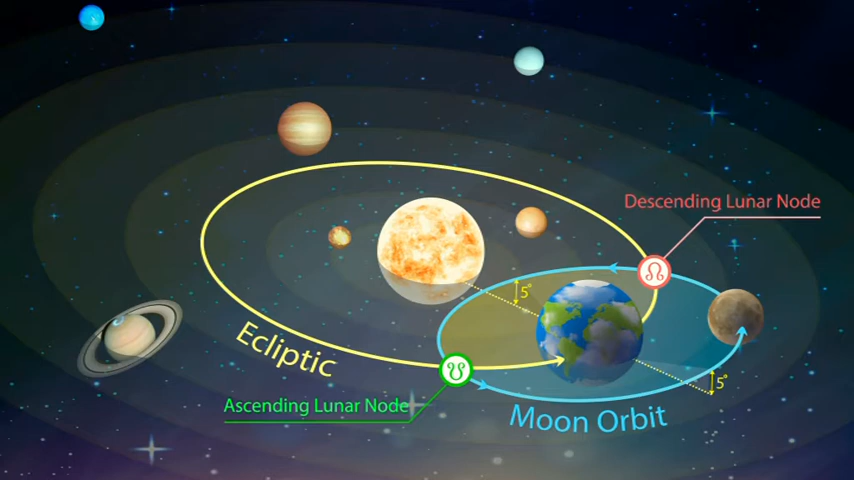 Descending Lunar Node
☊
5°
Ecliptic
☋
5°
Ascending Lunar Node
Moon Orbit